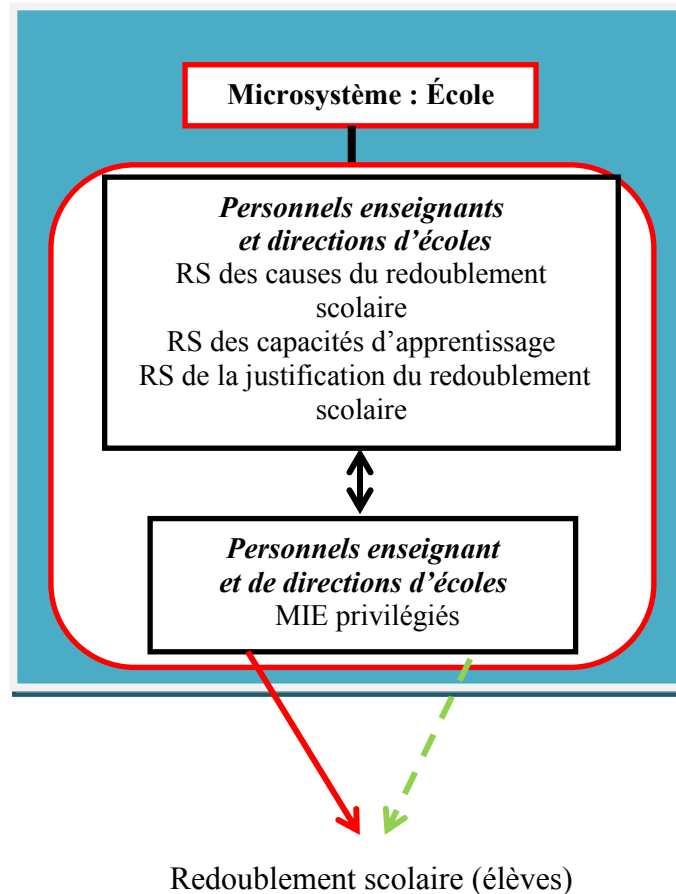 Microsystème : École
Personnels enseignants
et directions d’écoles
RS des causes du redoublement
scolaire
RS des capacités d’apprentissage
RS de la justification du redoublement
scolaire
Personnels enseignant
et de directions d’écoles
MIE privilégiés
Redoublement scolaire (élèves)